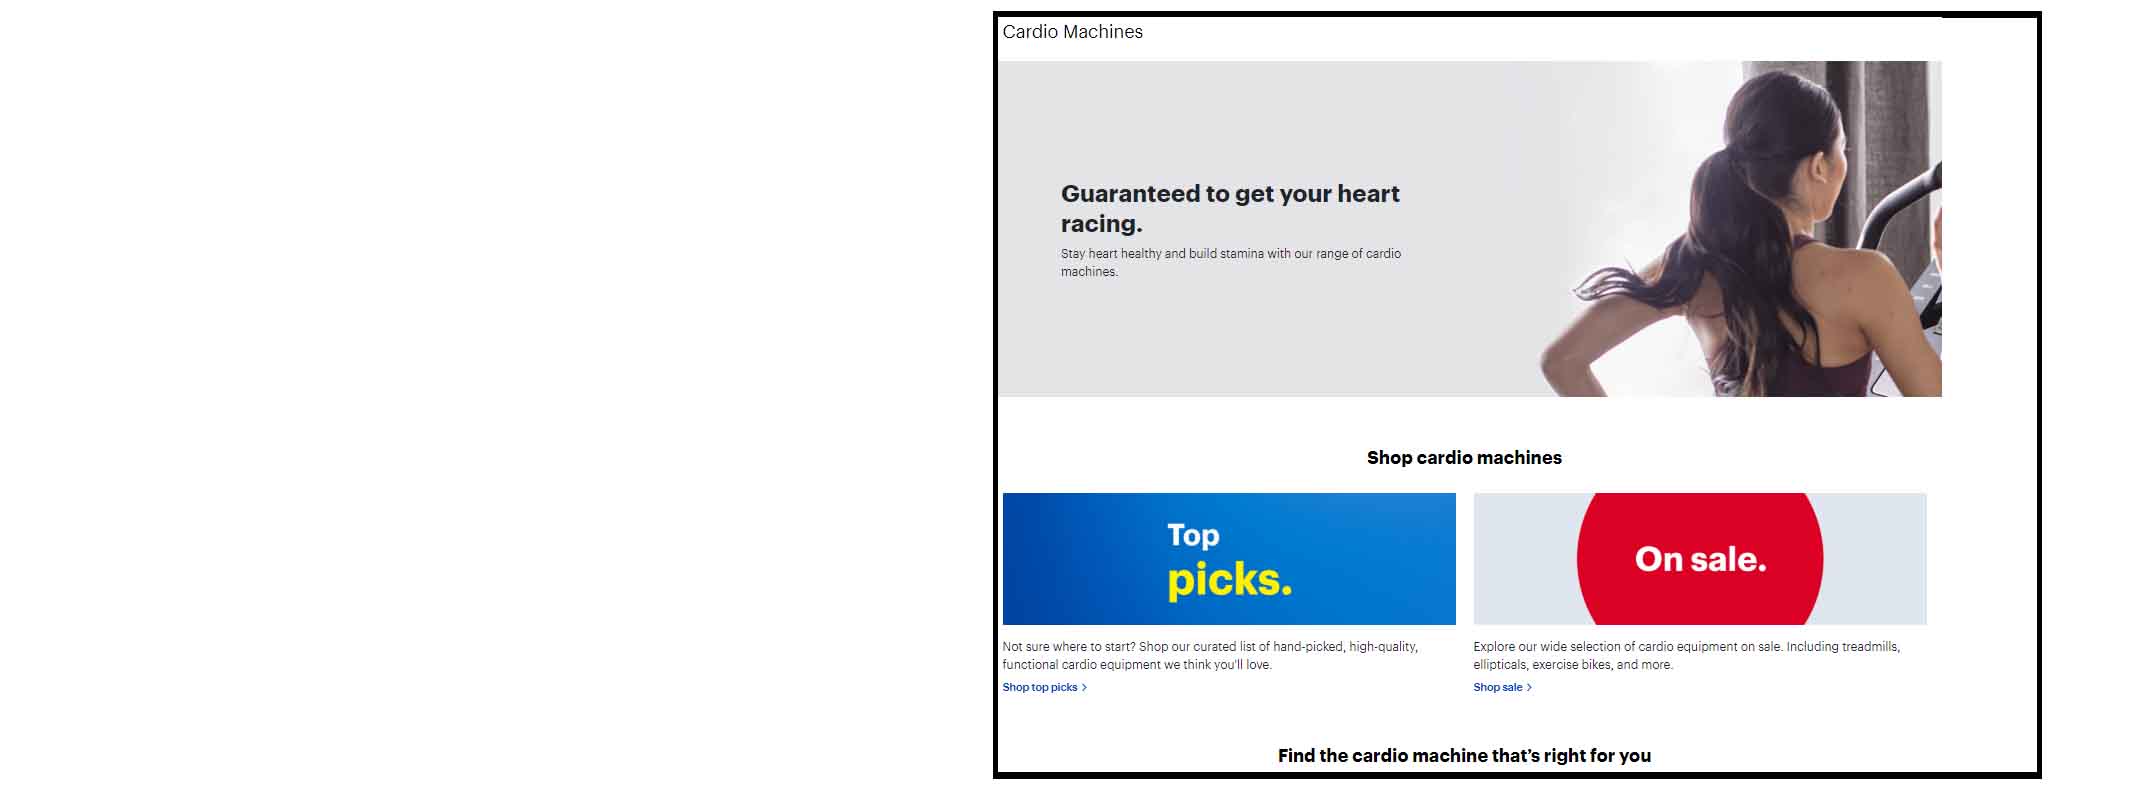 Cardio Machines
Guaranteed to get your heart
racing.
Stay heart healthy and build stamina with our range of cardio
machines.
Shop cardio machines
Top
picks.
On sale.
Not sure where to start? Shop our curated list of hand-picked, high-quality,
functional cardio equipment we think you'll love.
Shop top picks >
Explore our wide selection of cardio equipment on sale. Including treadmills,
ellipticals, exercise bikes, and more.
Shop sale >
Find the cardio machine that’s right for you